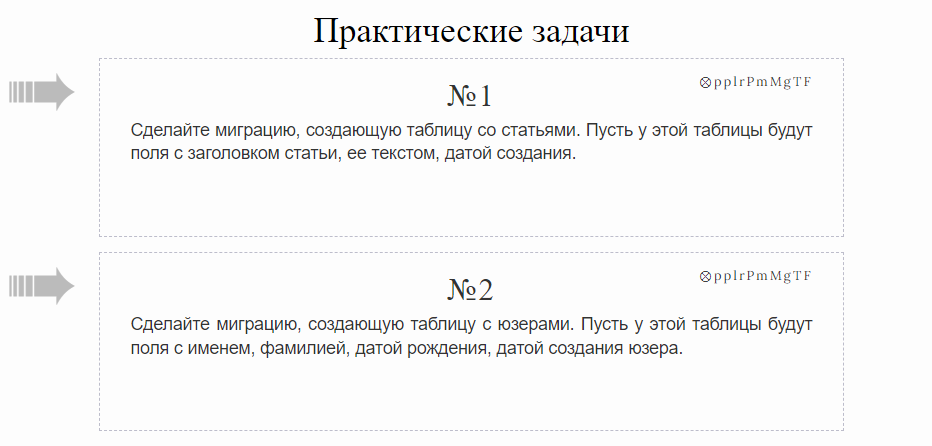 Практические задачи
⊗pplrPmMgTF
№1
Сделайте миграцию, создающую таблицу со статьями. Пусть у этой таблицы будут
поля с заголовком статьи, ее текстом, датой создания.
⊗pplrPmMgTF
№2
Сделайте миграцию, создающую таблицу с юзерами. Пусть у этой таблицы будут
поля с именем, фамилией, датой рождения, датой создания юзера.